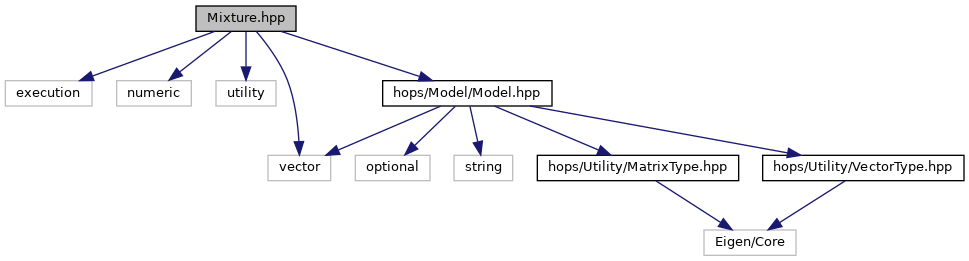 Mixture.hpp
execution
numeric
utility
hops/Model/Model.hpp
vector
optional
string
hops/Utility/MatrixType.hpp
hops/Utility/VectorType.hpp
Eigen/Core